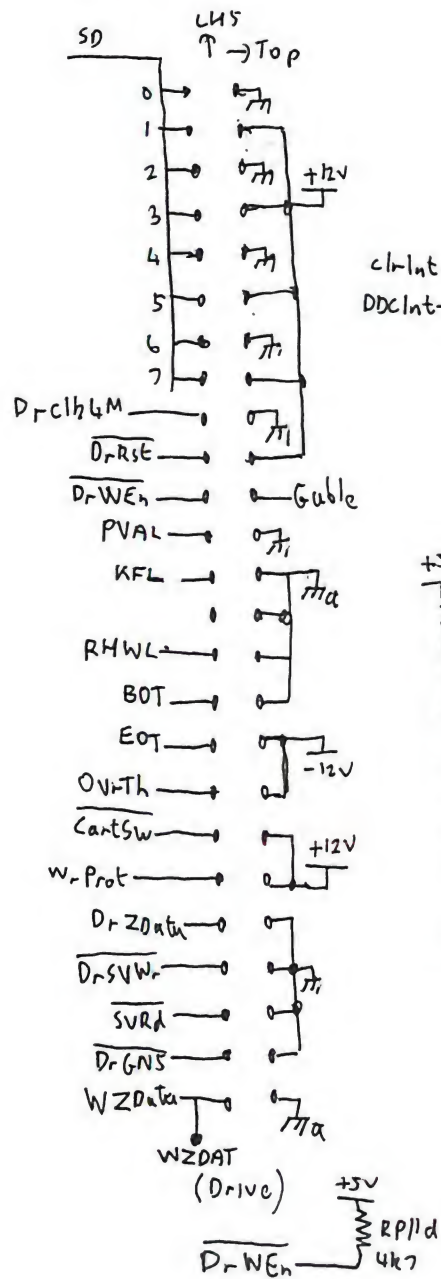 LH5
SD
↑ → Top
0
1
2
+12V
3
4
clrInt
5
DDCInt-
6
7
DrClk4M
DrRst
DrWEn
Guble
PVAL
KFL
a
RHWL
BOT
EOT
-12V
OvrTh
CartSW
+12V
WrProt
DrZData
DrSVWr
SVRd
DrGNS
WZData
a
WZDAT
(Drive)
+5V
RP11d
4k7
DrWEn